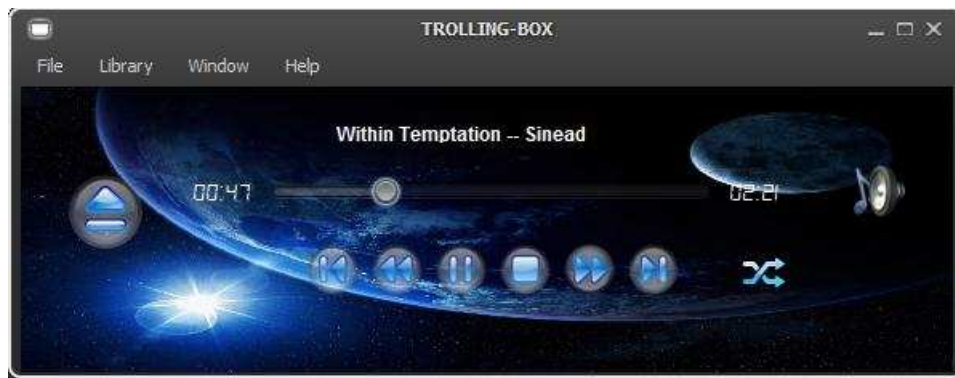 TROLLING-BOX
File Library Window Help
Within Temptation -- Sinead
00:47 02:21